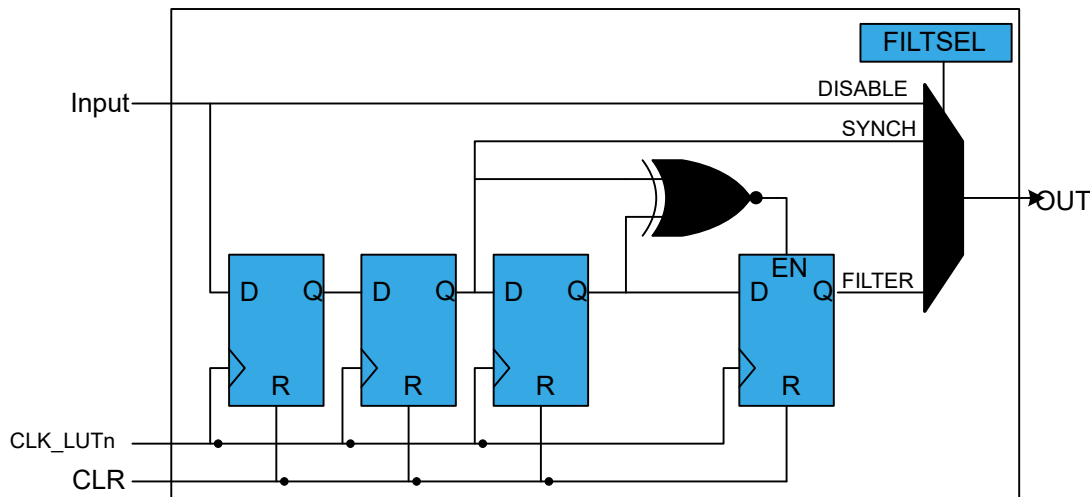 FILTSEL
Input
DISABLE
SYNCH
OUT
EN
D Q D Q D Q D Q FILTER
R R R R
CLK_LUTn
CLR